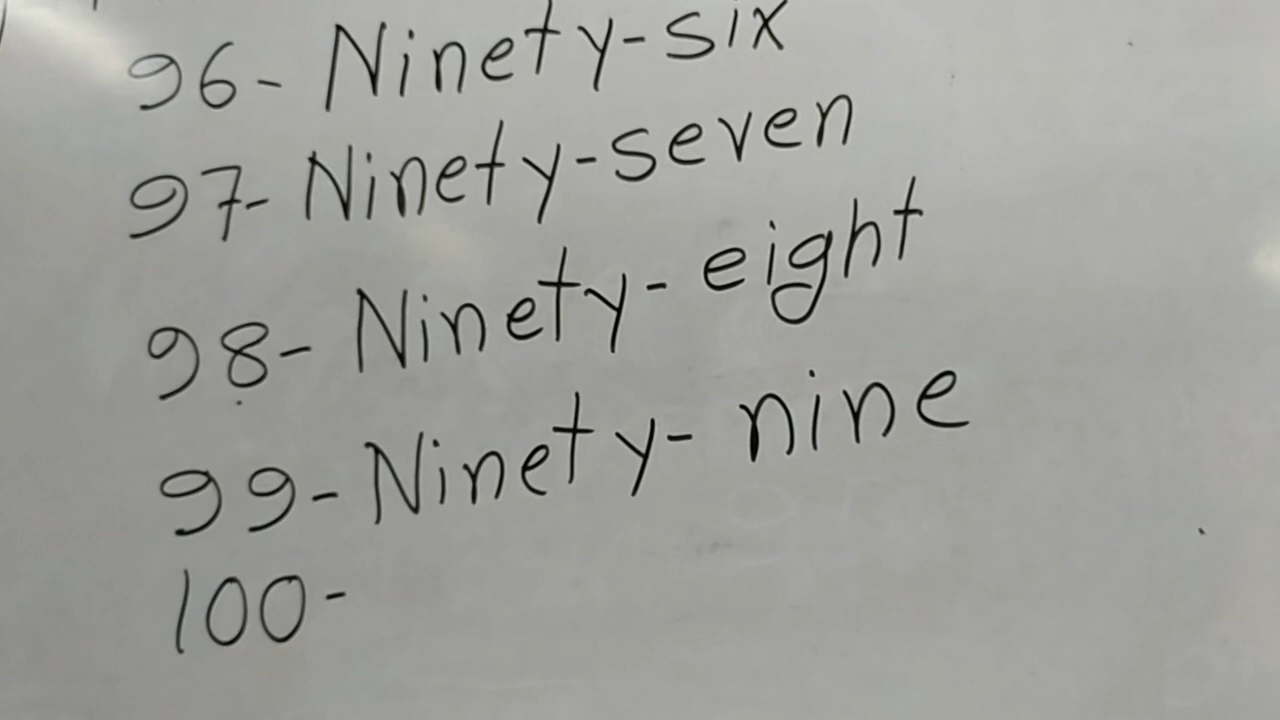 96- Ninety-six
97- Ninety-seven
98- Ninety- eight
99- Ninety- nine
100-